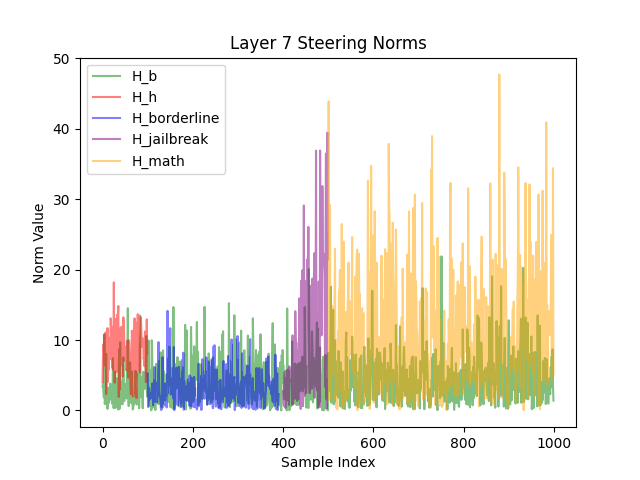 Layer 7 Steering Norms
50
40
30
20
10
0
Norm Value
H_b
H_h
H_borderline
H_jailbreak
H_math
0 200 400 600 800 1000
Sample Index